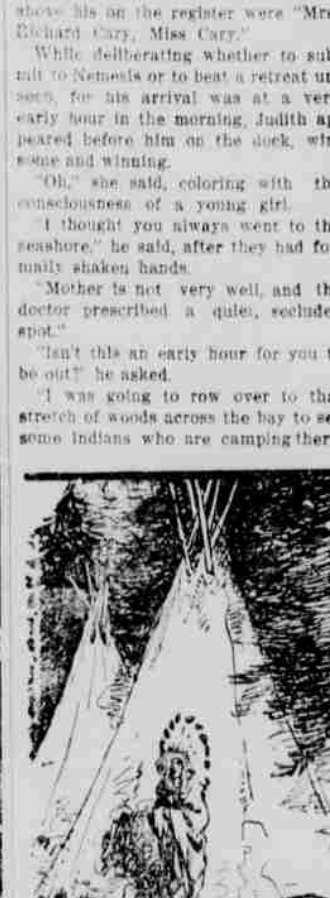 above his on the register were "Mrs
Richard Cary, Miss Cary."
While deliberating whether to sub
mit to Nemesis or to beat a retreat un
seen, for his arrival was at a very
early hour in the morning, Judith ap
peared before him on the dock, win
some and winning.
"Oh," she said, coloring with th
consciousness of a young girl.
"I thought you always went to th
seashore," he said, after they had for
mally shaken hands.
"Mother is not very well, and th
doctor prescribed a quiet, seclude
spot."
"Isn't this an early hour for you t
be out?" he asked.
"I was going to row over to tha
stretch of woods across the bay to se
some Indians who are camping ther